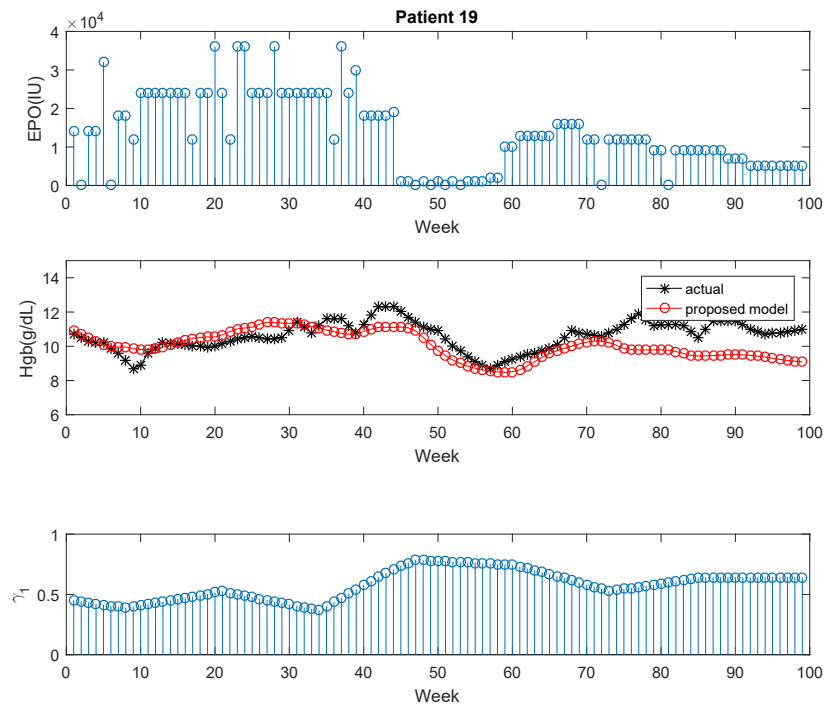 Patient 19
× 10⁴
4
3
2
1
0
EPO(IU)
0 10 20 30 40 50 60 70 80 90 100
Week
14
12
10
8
6
Hgb(g/dL)
actual
proposed model
0 10 20 30 40 50 60 70 80 90 100
Week
1
0.5
0
γ₁
0 10 20 30 40 50 60 70 80 90 100
Week